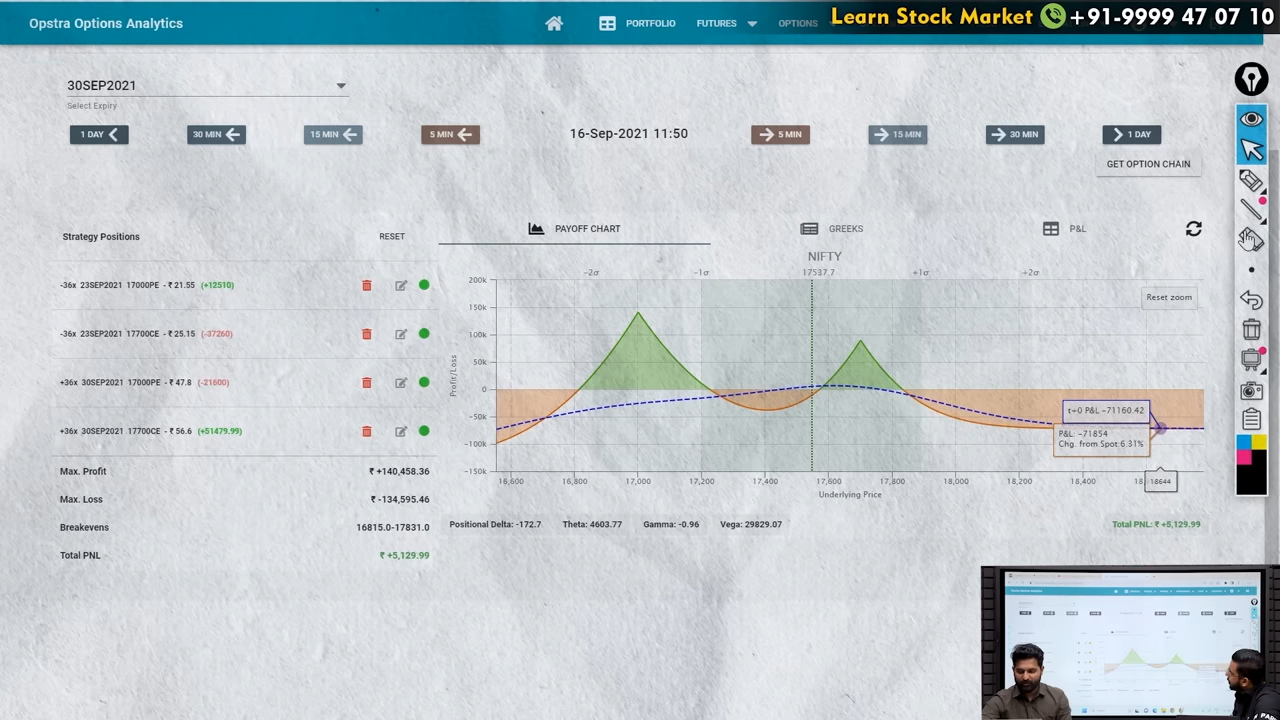 Opstra Options Analytics
PORTFOLIO
FUTURES
OPTIONS
Learn Stock Market +91-9999 47 07 10
30SEP2021
Select Expiry
1 DAY
30 MIN
15 MIN
5 MIN
16-Sep-2021 11:50
5 MIN
15 MIN
30 MIN
1 DAY
GET OPTION CHAIN
Strategy Positions
RESET
PAYOFF CHART
GREEKS
P&L
NIFTY
-2σ
-1σ
17537.7
+1σ
+2σ
Reset zoom
-36x 23SEP2021 17000PE - ₹ 21.55 (+12510)
-36x 23SEP2021 17700CE - ₹ 25.15 (-37260)
+36x 30SEP2021 17000PE - ₹ 47.8 (-21600)
+36x 30SEP2021 17700CE - ₹ 56.6 (+51479.99)
Max. Profit ₹ +140,458.36
Max. Loss ₹ -134,595.46
Breakevens 16815.0-17831.0
Total PNL ₹ +5,129.99
200k
150k
100k
50k
0
-50k
-100k
-150k
Profit/Loss
t+0 P&L -71160.42
P&L: -71854
Chg. from Spot:6.31%
16,600
16,800
17,000
17,200
17,400
17,600
17,800
18,000
18,200
18,400
18644
Underlying Price
Positional Delta: -172.7 Theta: 4603.77 Gamma: -0.96 Vega: 29829.07
Total PNL: ₹ +5,129.99